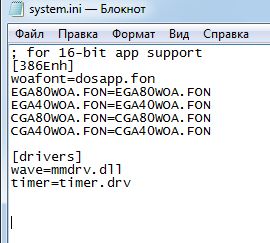 system.ini — Блокнот
Файл Правка Формат Вид Справка
; for 16-bit app support
[386Enh]
woafont=dosapp.fon
EGA80WOA.FON=EGA80WOA.FON
EGA40WOA.FON=EGA40WOA.FON
CGA80WOA.FON=CGA80WOA.FON
CGA40WOA.FON=CGA40WOA.FON
[drivers]
wave=mmdrv.dll
timer=timer.drv